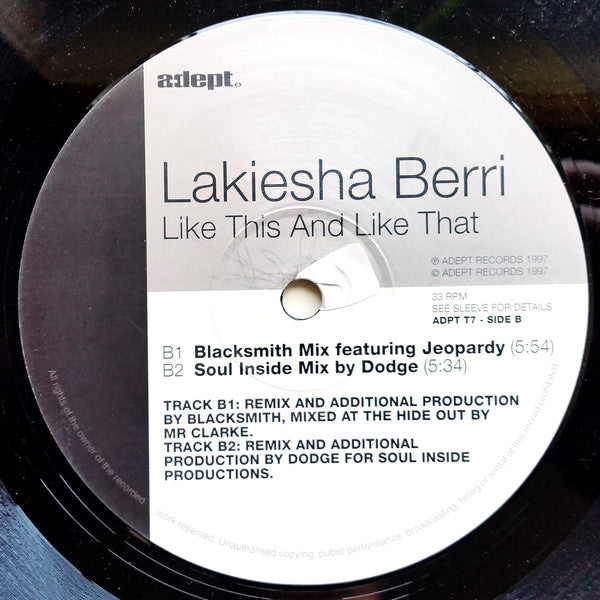 adept.
Lakiesha Berri
Like This And Like That
℗ ADEPT RECORDS 1997.
© ADEPT RECORDS 1997.
33 RPM
SEE SLEEVE FOR DETAILS
ADPT T7 - SIDE B
B1 Blacksmith Mix featuring Jeopardy (5:54)
B2 Soul Inside Mix by Dodge (5:34)
TRACK B1: REMIX AND ADDITIONAL PRODUCTION
BY BLACKSMITH, MIXED AT THE HIDE OUT BY
MR CLARKE.
TRACK B2: REMIX AND ADDITIONAL
PRODUCTION BY DODGE FOR SOUL INSIDE
PRODUCTIONS.
All rights of the owner of the recorded work reserved. Unauthorised copying, public performance, broadcasting, hiring or rental of this record prohibited.